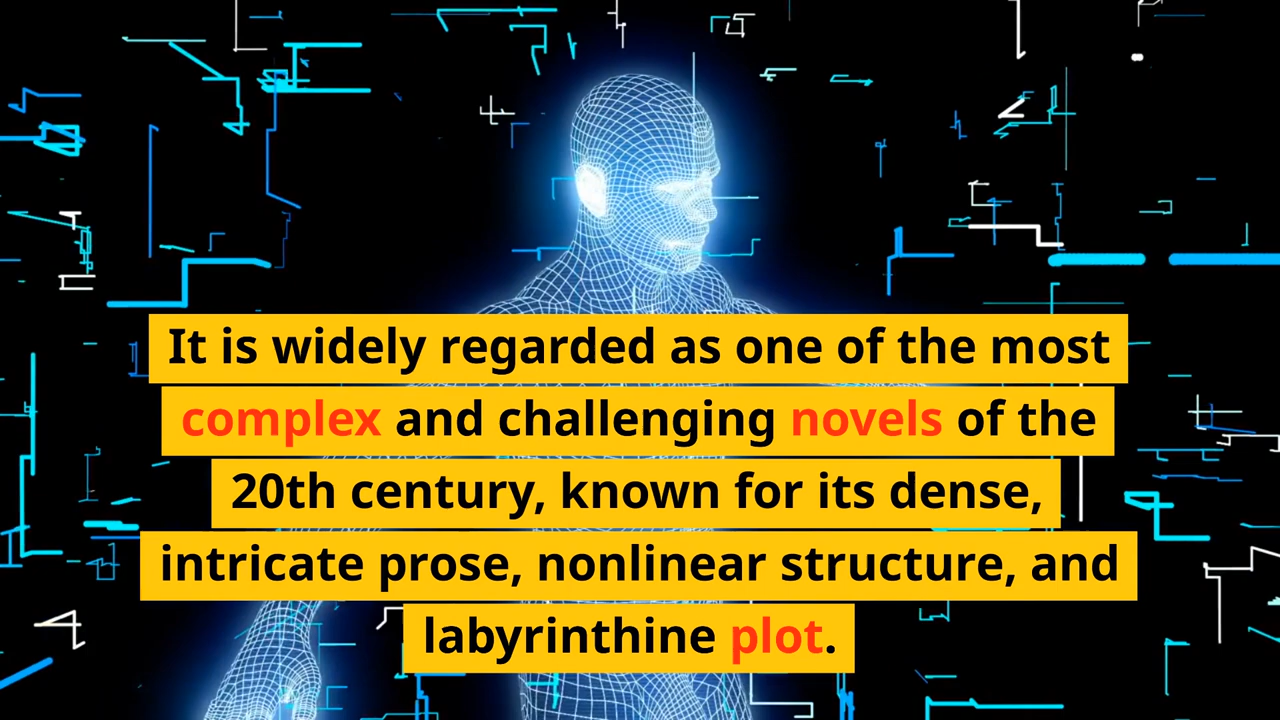 It is widely regarded as one of the most
complex and challenging novels of the
20th century, known for its dense,
intricate prose, nonlinear structure, and
labyrinthine plot.